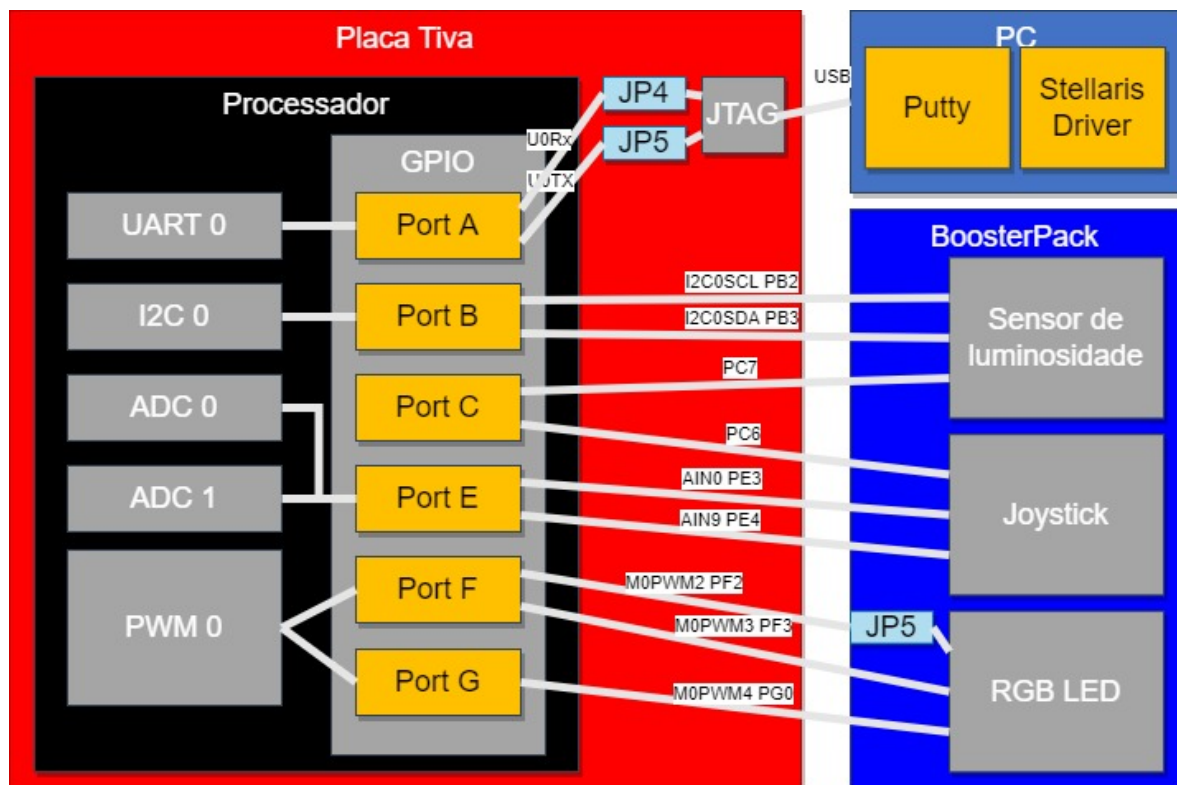 Placa Tiva
PC
Processador
JP4
JTAG
USB
Putty
Stellaris
Driver
JP5
U0Rx
GPIO
U0TX
UART 0
Port A
BoosterPack
I2C0SCL PB2
I2C 0
Port B
I2C0SDA PB3
Sensor de
luminosidade
PC7
ADC 0
Port C
PC6
AIN0 PE3
ADC 1
Port E
AIN9 PE4
Joystick
M0PWM2 PF2
Port F
PWM 0
M0PWM3 PF3
JP5
Port G
M0PWM4 PG0
RGB LED